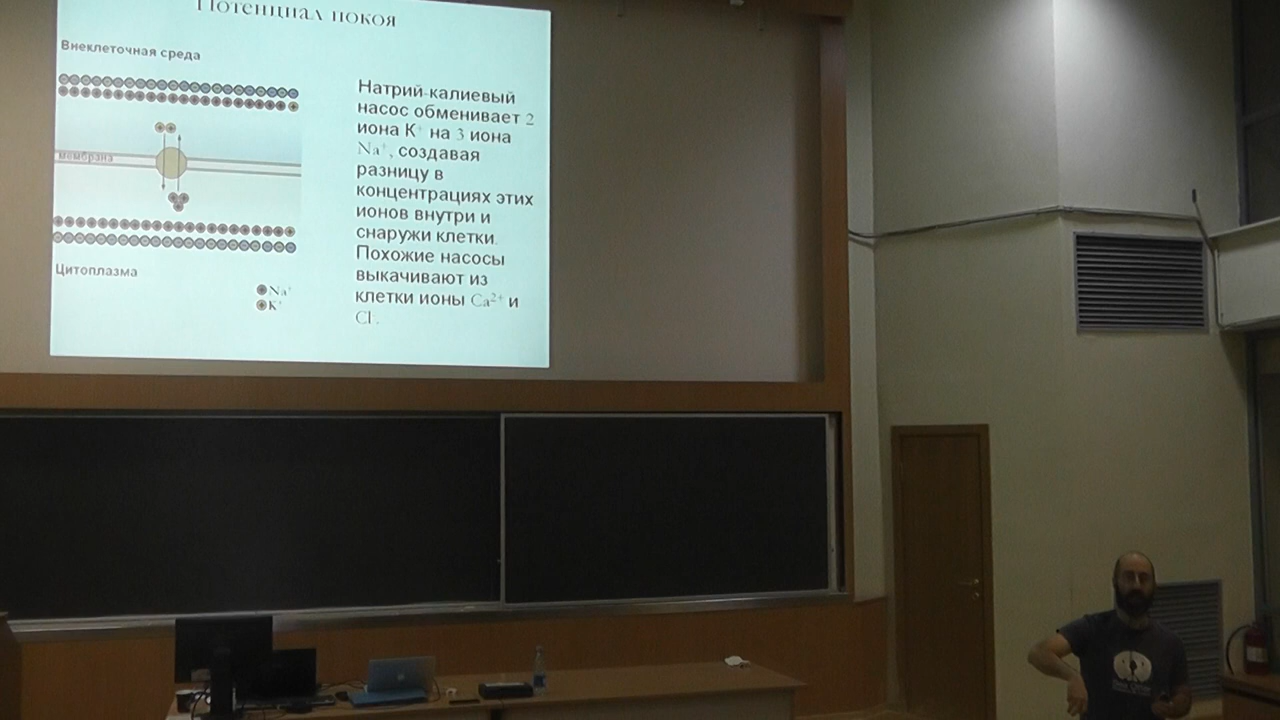 Потенциал покоя
Внеклеточная среда
мембрана
Цитоплазма
Na⁺
K⁺
Натрий-калиевый
насос обменивает 2
иона K⁺ на 3 иона
Na⁺, создавая
разницу в
концентрациях этих
ионов внутри и
снаружи клетки.
Похожие насосы
выкачивают из
клетки ионы Ca²⁺ и
Cl⁻.